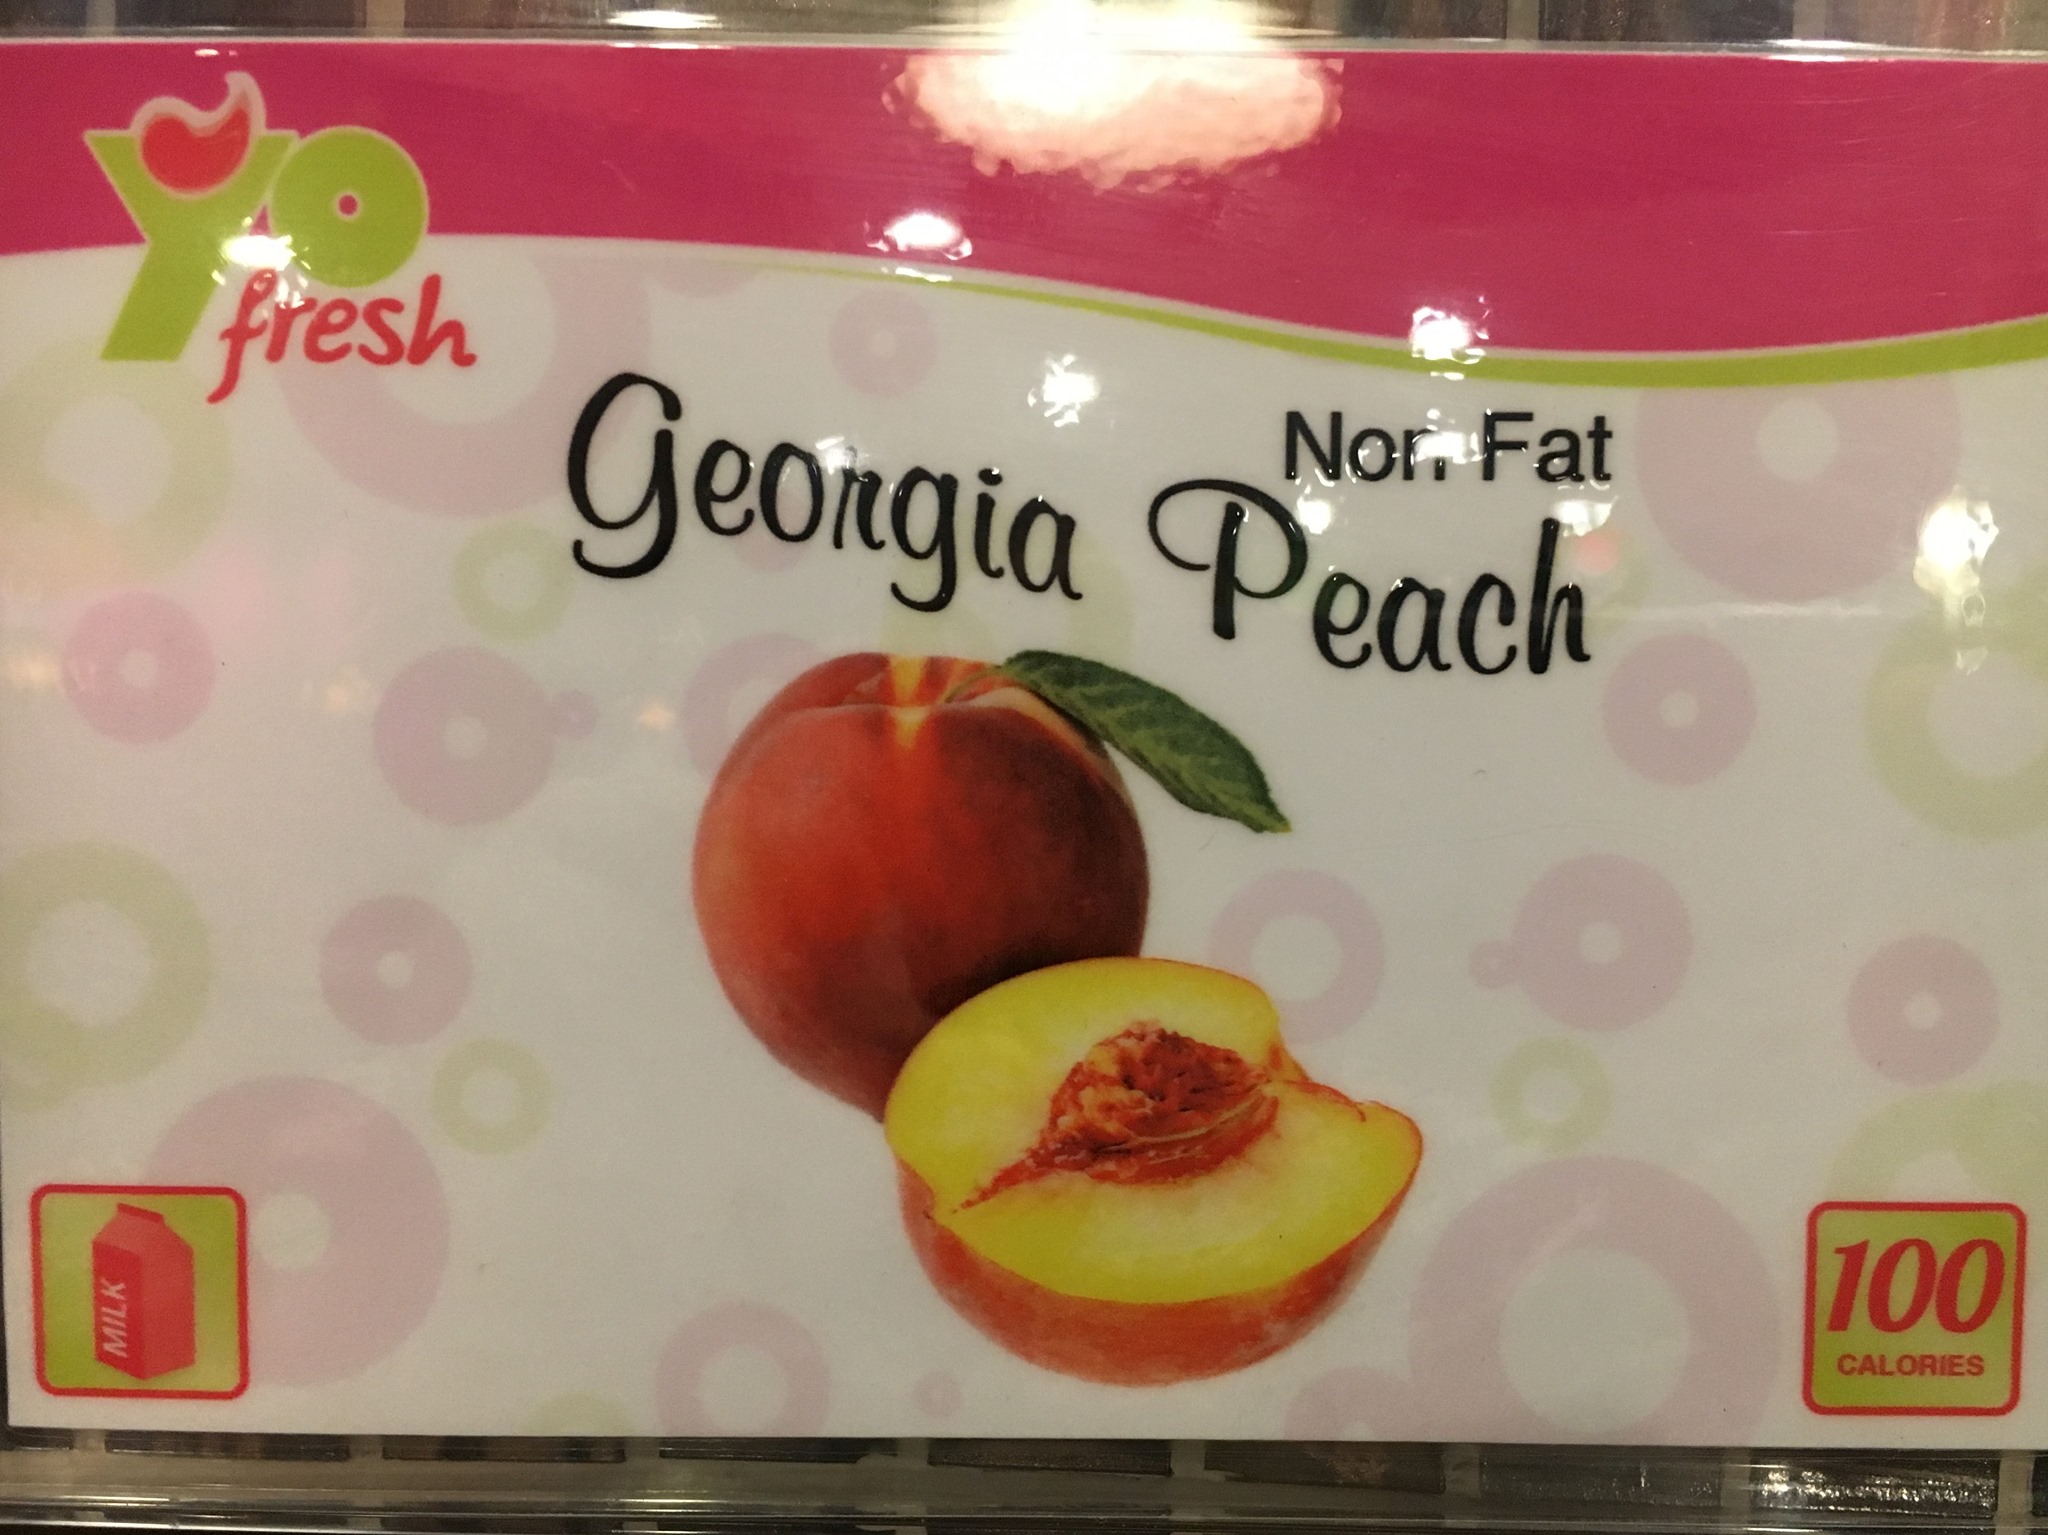 Yo
fresh
Non Fat
Georgia Peach
MILK
100
CALORIES